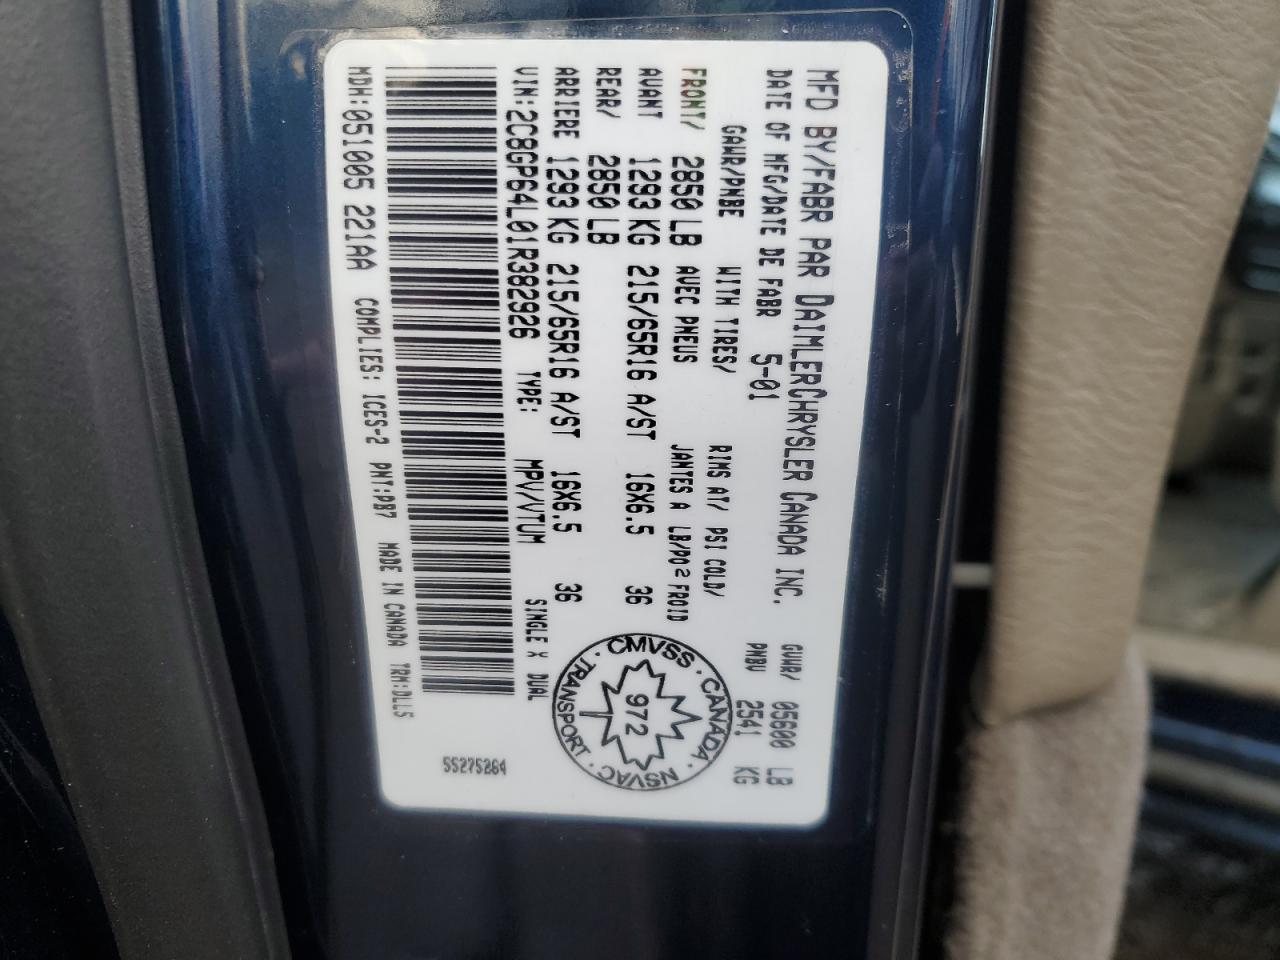 MFD BY/FABR PAR DAIMLERCHRYSLER CANADA INC.
DATE OF MFG/DATE DE FABR 5-01 GVWR/PNBV 05600 LB 2541 KG
GAWR/PNBE WITH TIRES/ RIMS AT/ PSI COLD/
AVEC PNEUS JANTES A LB/PO² FROID
FRONT/ 2850 LB
AVANT 1293 KG 215/65R16 A/ST 16X6.5 36
REAR/ 2850 LB
ARRIERE 1293 KG 215/65R16 A/ST 16X6.5 36
VIN:2C8GP64L01R382926 TYPE: MPV/VTUM SINGLE X DUAL
MDH:051005 221AA COMPLIES: ICES-2 PNT:PB7 MADE IN CANADA TRM:DLL5
55275264
CMVSS · CANADA · NSVAC · TRANSPORT ·
972